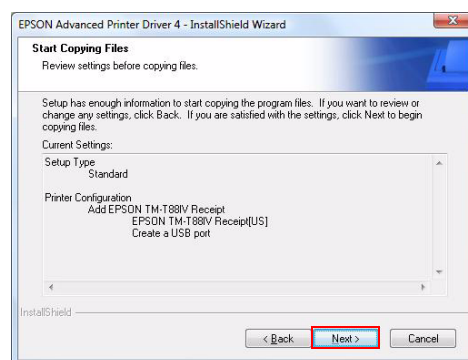 EPSON Advanced Printer Driver 4 - InstallShield Wizard
Start Copying Files
Review settings before copying files.
Setup has enough information to start copying the program files. If you want to review or
change any settings, click Back. If you are satisfied with the settings, click Next to begin
copying files.
Current Settings:
Setup Type
Standard
Printer Configuration
Add EPSON TM-T88IV Receipt
EPSON TM-T88IV Receipt[US]
Create a USB port
InstallShield
< Back Next > Cancel